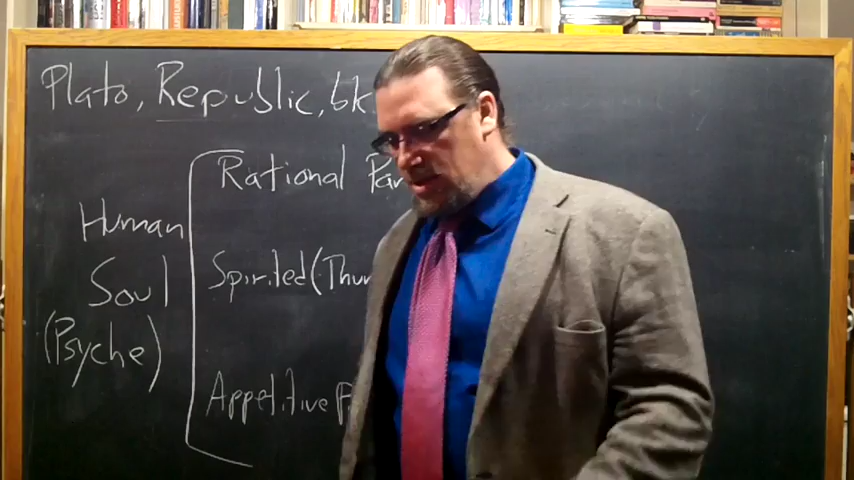 Plato, Republic, bk.
Rational Par
Human
Soul
Spirited (Thum
(Psyche)
Appetitive P